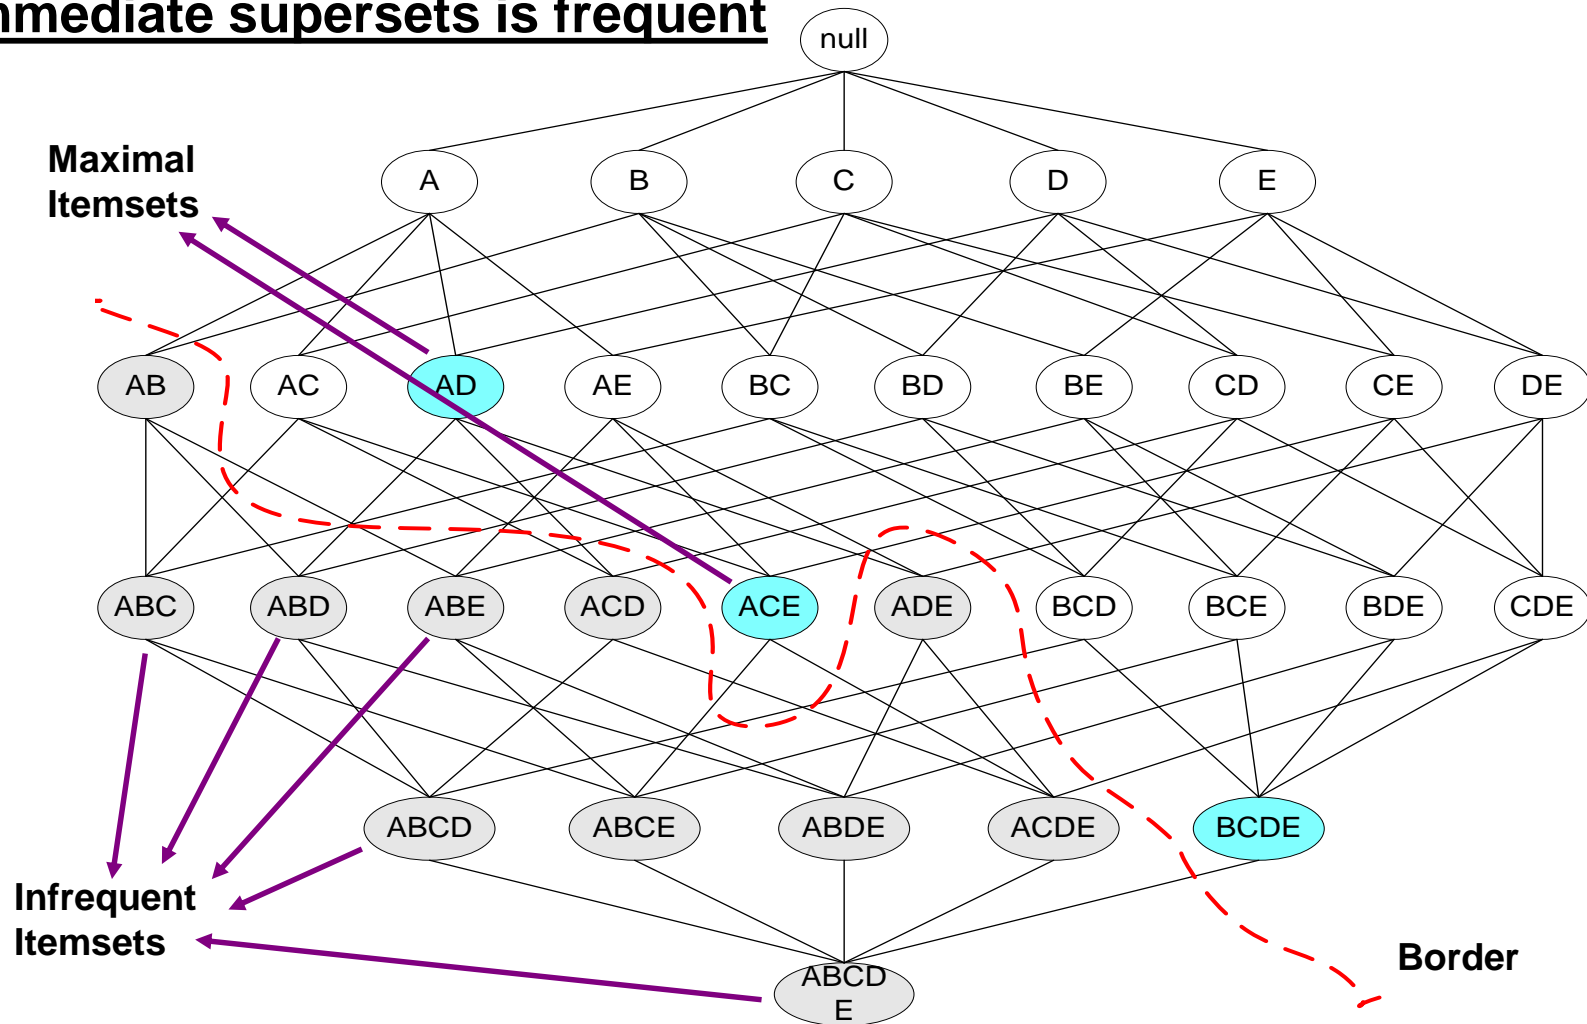 mmediate supersets is frequent
null
Maximal
Itemsets
A B C D E
AB AC AD AE BC BD BE CD CE DE
ABC ABD ABE ACD ACE ADE BCD BCE BDE CDE
ABCD ABCE ABDE ACDE BCDE
Infrequent
Itemsets
Border
ABCD
E